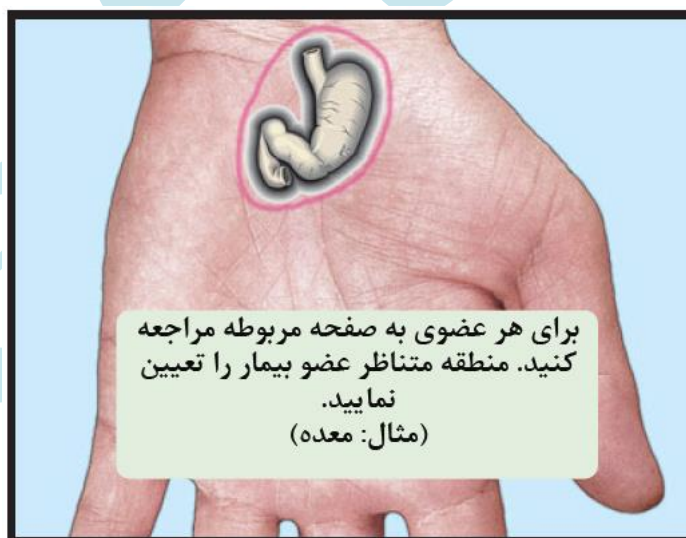 برای هر عضوی به صفحه مربوطه مراجعه
کنید. منطقه متناظر عضو بیمار را تعیین
نمایید.
(مثال: معده)